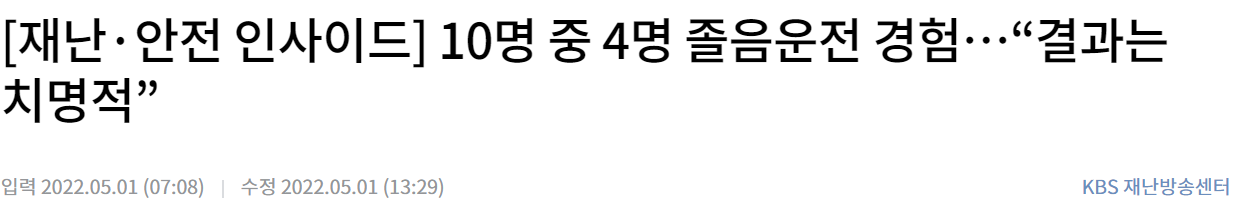 [재난·안전 인사이드] 10명 중 4명 졸음운전 경험…“결과는
치명적”
입력 2022.05.01 (07:08) | 수정 2022.05.01 (13:29) KBS 재난방송센터